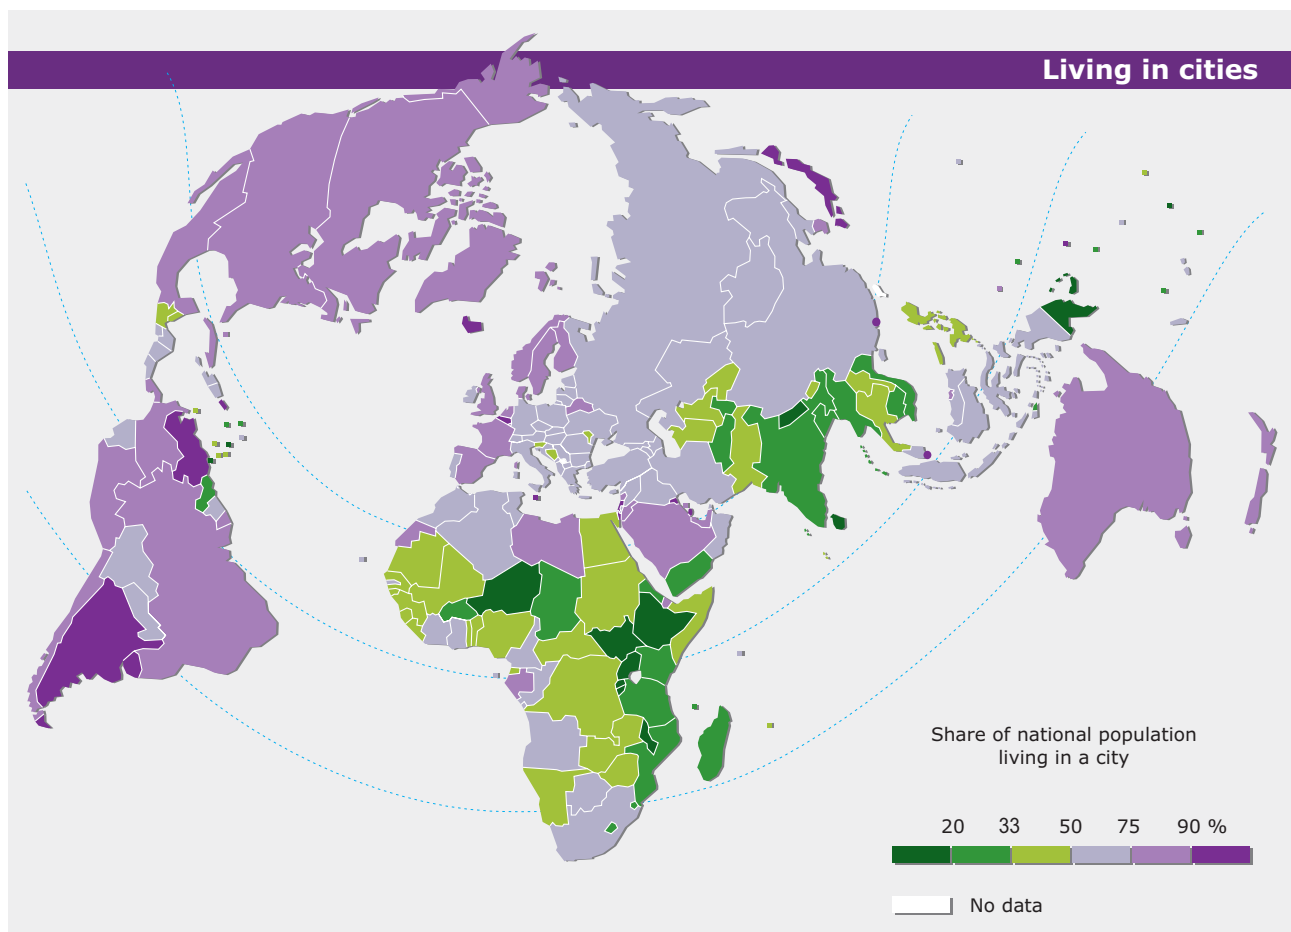 Living in cities
Share of national population
living in a city
20 33 50 75 90 %
No data